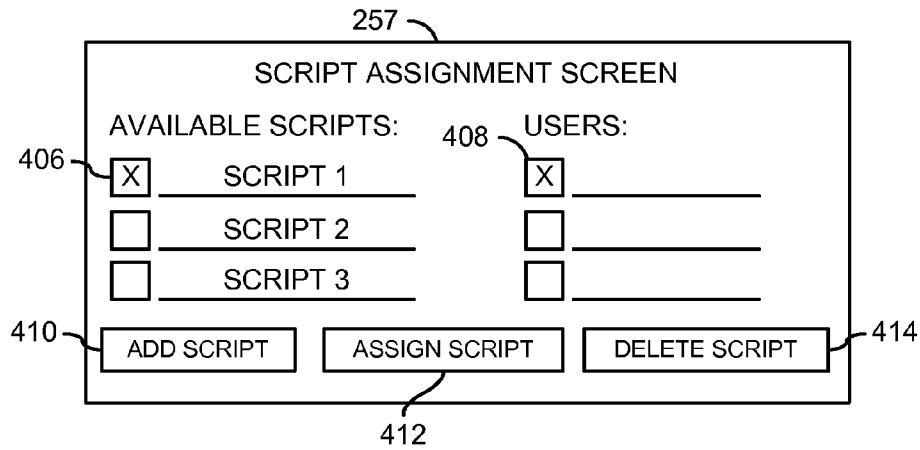 257
SCRIPT ASSIGNMENT SCREEN
AVAILABLE SCRIPTS: USERS:
406 X SCRIPT 1 408 X
SCRIPT 2
SCRIPT 3
410 ADD SCRIPT ASSIGN SCRIPT DELETE SCRIPT 414
412